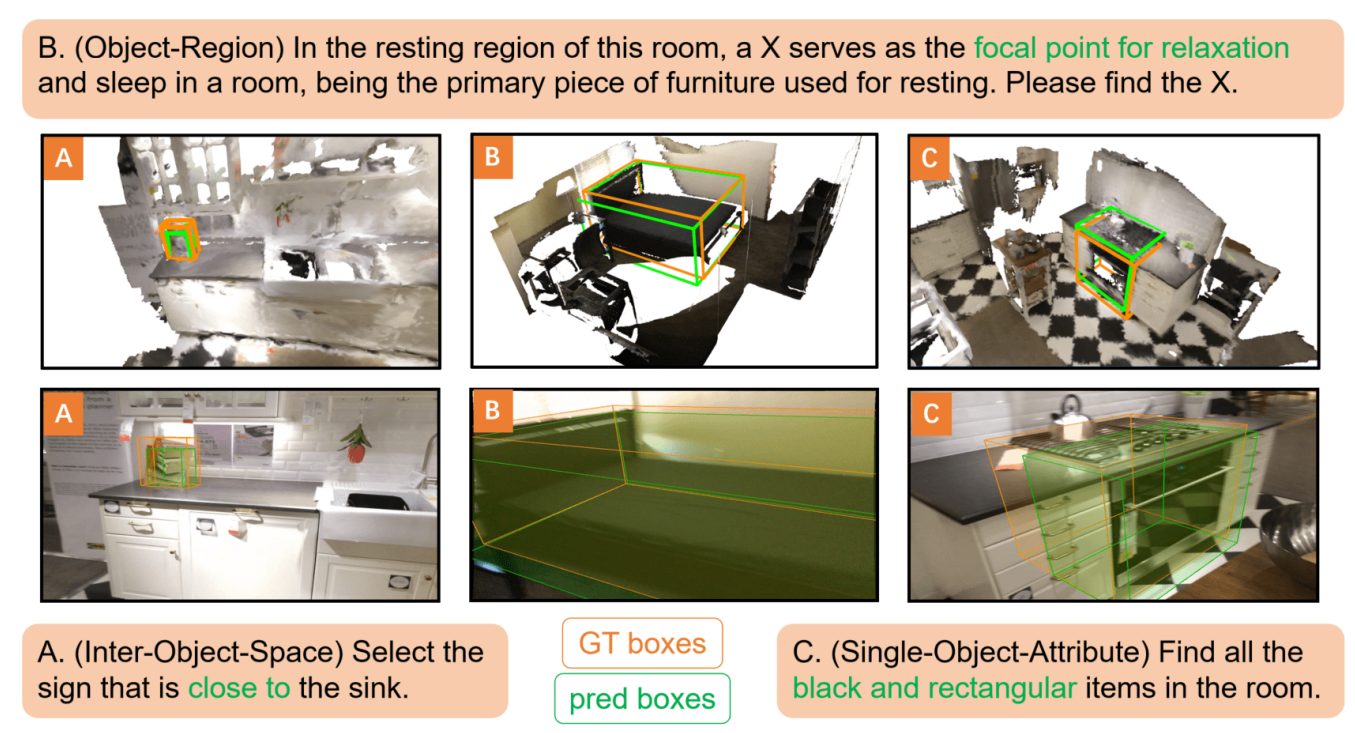 B. (Object-Region) In the resting region of this room, a X serves as the focal point for relaxation
and sleep in a room, being the primary piece of furniture used for resting. Please find the X.
A
B
C
A
B
C
A. (Inter-Object-Space) Select the
sign that is close to the sink.
GT boxes
pred boxes
C. (Single-Object-Attribute) Find all the
black and rectangular items in the room.